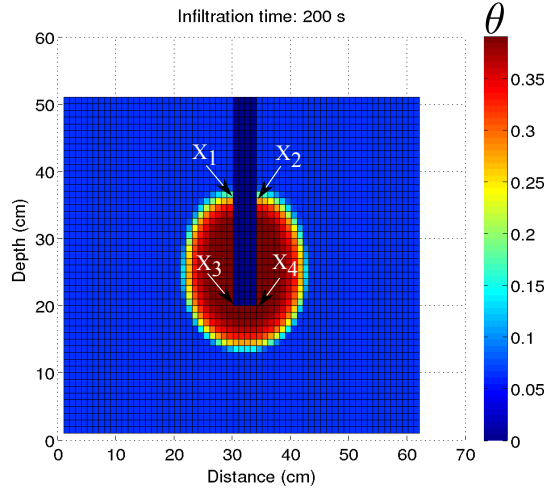 Infiltration time: 200 s
θ
60
50
40
30
20
10
0
Depth (cm)
X1
X2
X3
X4
0 10 20 30 40 50 60 70
Distance (cm)
0.35
0.3
0.25
0.2
0.15
0.1
0.05
0